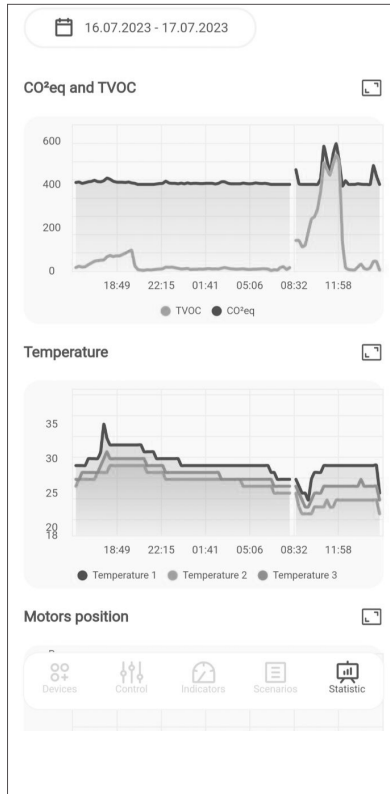 16.07.2023 - 17.07.2023
CO²eq and TVOC
600
400
200
0
18:49 22:15 01:41 05:06 08:32 11:58
TVOC CO²eq
Temperature
35
30
25
20
18
18:49 22:15 01:41 05:06 08:32 11:58
Temperature 1 Temperature 2 Temperature 3
Motors position
Devices Control Indicators Scenarios Statistic